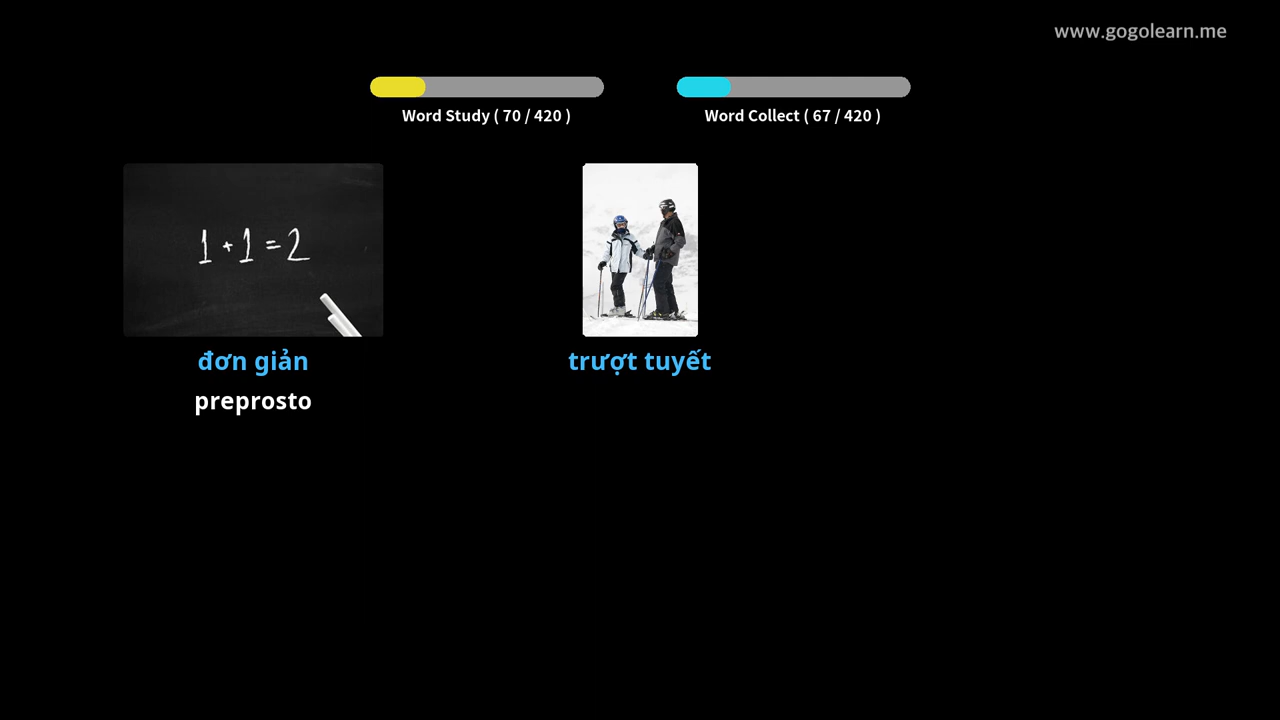 www.gogolearn.me
Word Study ( 70 / 420 )
Word Collect ( 67 / 420 )
1 + 1 = 2
đơn giản
preprosto
trượt tuyết